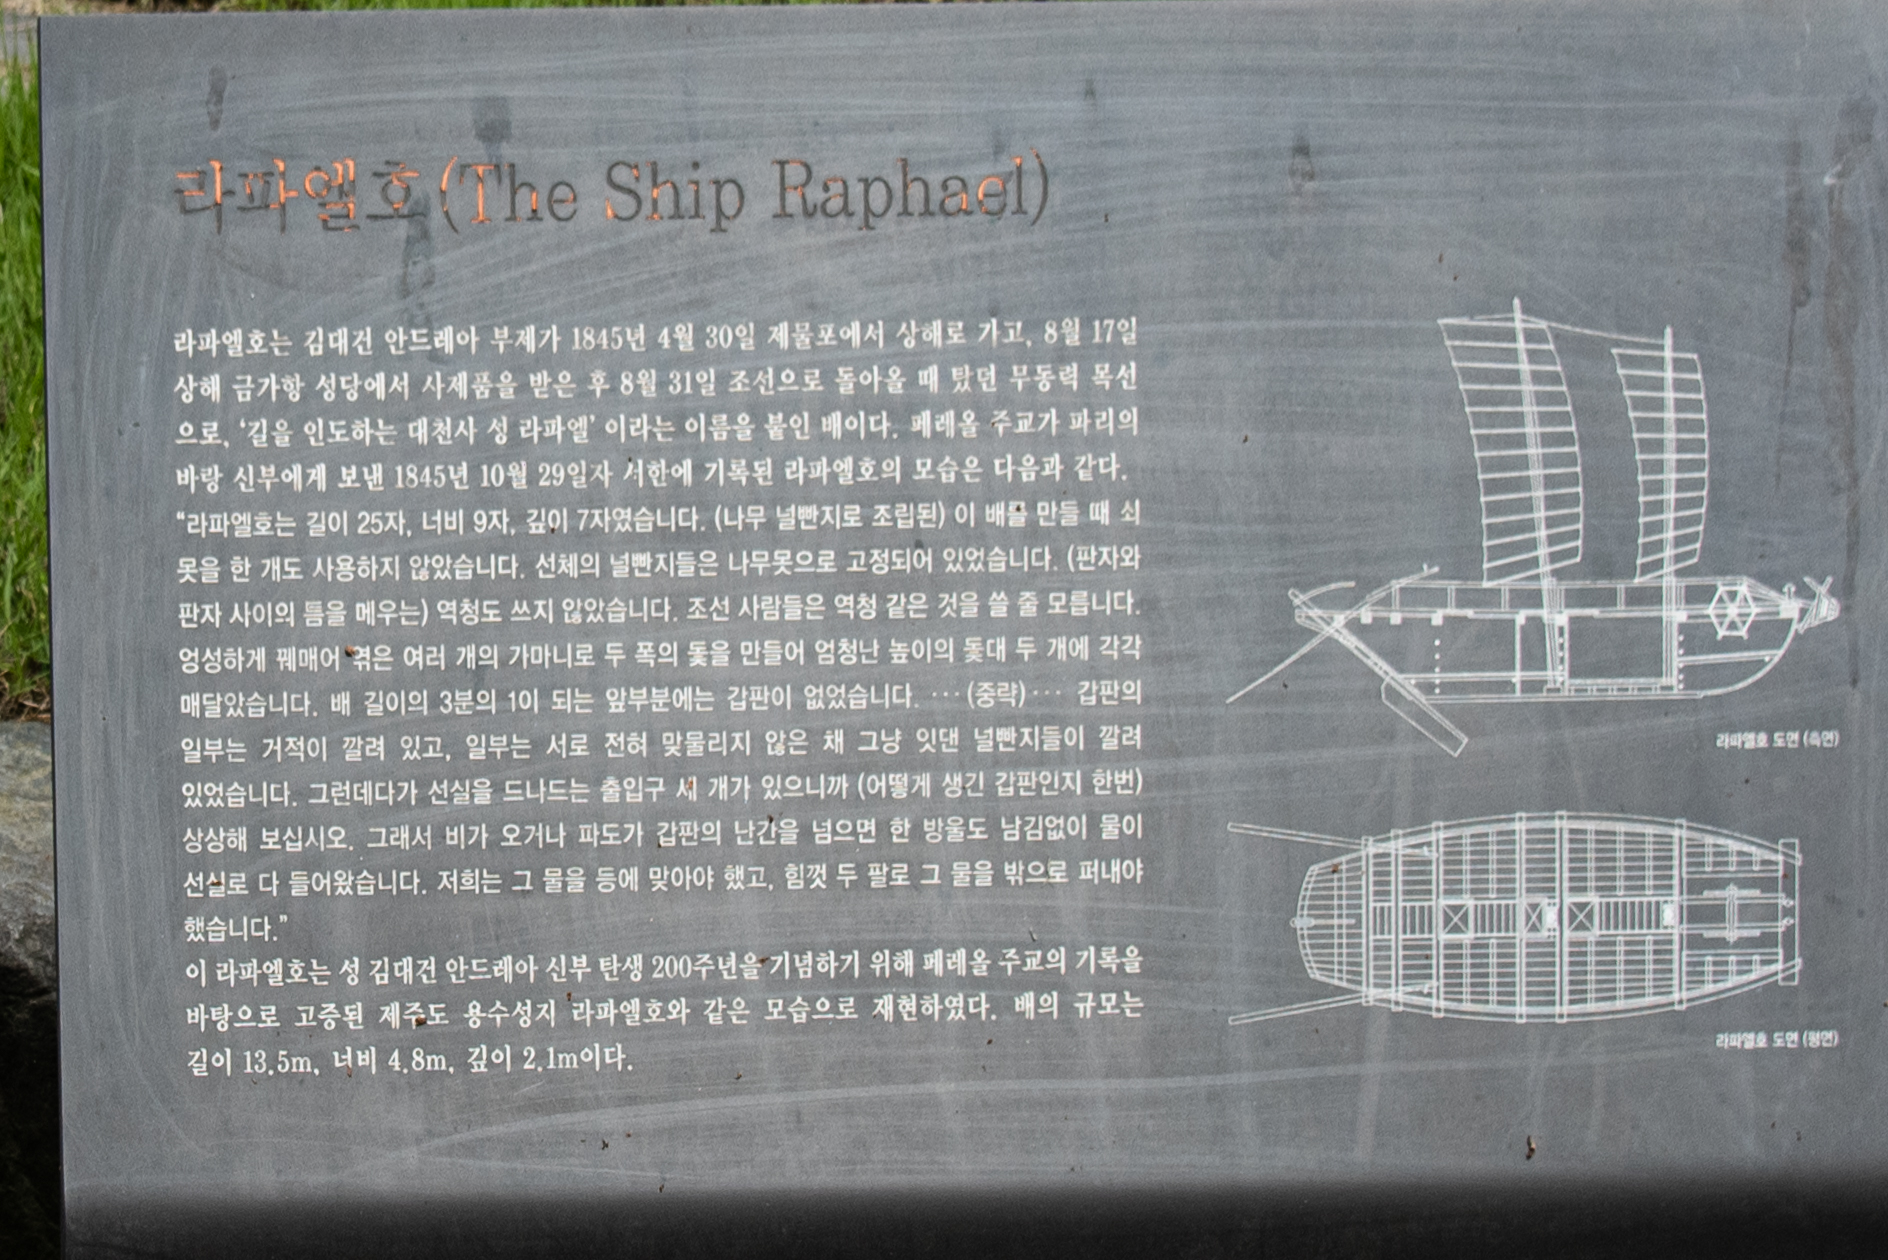 라파엘호(The Ship Raphael)
라파엘호는 김대건 안드레아 부제가 1845년 4월 30일 제물포에서 상해로 가고, 8월 17일
상해 금가항 성당에서 사제품을 받은 후 8월 31일 조선으로 돌아올 때 탔던 무동력 목선
으로, ‘길을 인도하는 대천사 성 라파엘’ 이라는 이름을 붙인 배이다. 페레올 주교가 파리의
바랑 신부에게 보낸 1845년 10월 29일자 서한에 기록된 라파엘호의 모습은 다음과 같다.
“라파엘호는 길이 25자, 너비 9자, 깊이 7자였습니다. (나무 널빤지로 조립된) 이 배를 만들 때 쇠
못을 한 개도 사용하지 않았습니다. 선체의 널빤지들은 나무못으로 고정되어 있었습니다. (판자와
판자 사이의 틈을 메우는) 역청도 쓰지 않았습니다. 조선 사람들은 역청 같은 것을 쓸 줄 모릅니다.
엉성하게 꿰매어 엮은 여러 개의 가마니로 두 폭의 돛을 만들어 엄청난 높이의 돛대 두 개에 각각
매달았습니다. 배 길이의 3분의 1이 되는 앞부분에는 갑판이 없었습니다. ⋯(중략)⋯ 갑판의
일부는 거적이 깔려 있고, 일부는 서로 전혀 맞물리지 않은 채 그냥 잇댄 널빤지들이 깔려
있었습니다. 그런데다가 선실을 드나드는 출입구 세 개가 있으니까 (어떻게 생긴 갑판인지 한번)
상상해 보십시오. 그래서 비가 오거나 파도가 갑판의 난간을 넘으면 한 방울도 남김없이 물이
선실로 다 들어왔습니다. 저희는 그 물을 등에 맞아야 했고, 힘껏 두 팔로 그 물을 밖으로 퍼내야
했습니다.”
이 라파엘호는 성 김대건 안드레아 신부 탄생 200주년을 기념하기 위해 페레올 주교의 기록을
바탕으로 고증된 제주도 용수성지 라파엘호와 같은 모습으로 재현하였다. 배의 규모는
길이 13.5m, 너비 4.8m, 깊이 2.1m이다.
라파엘호 도면 (측면)
라파엘호 도면 (평면)